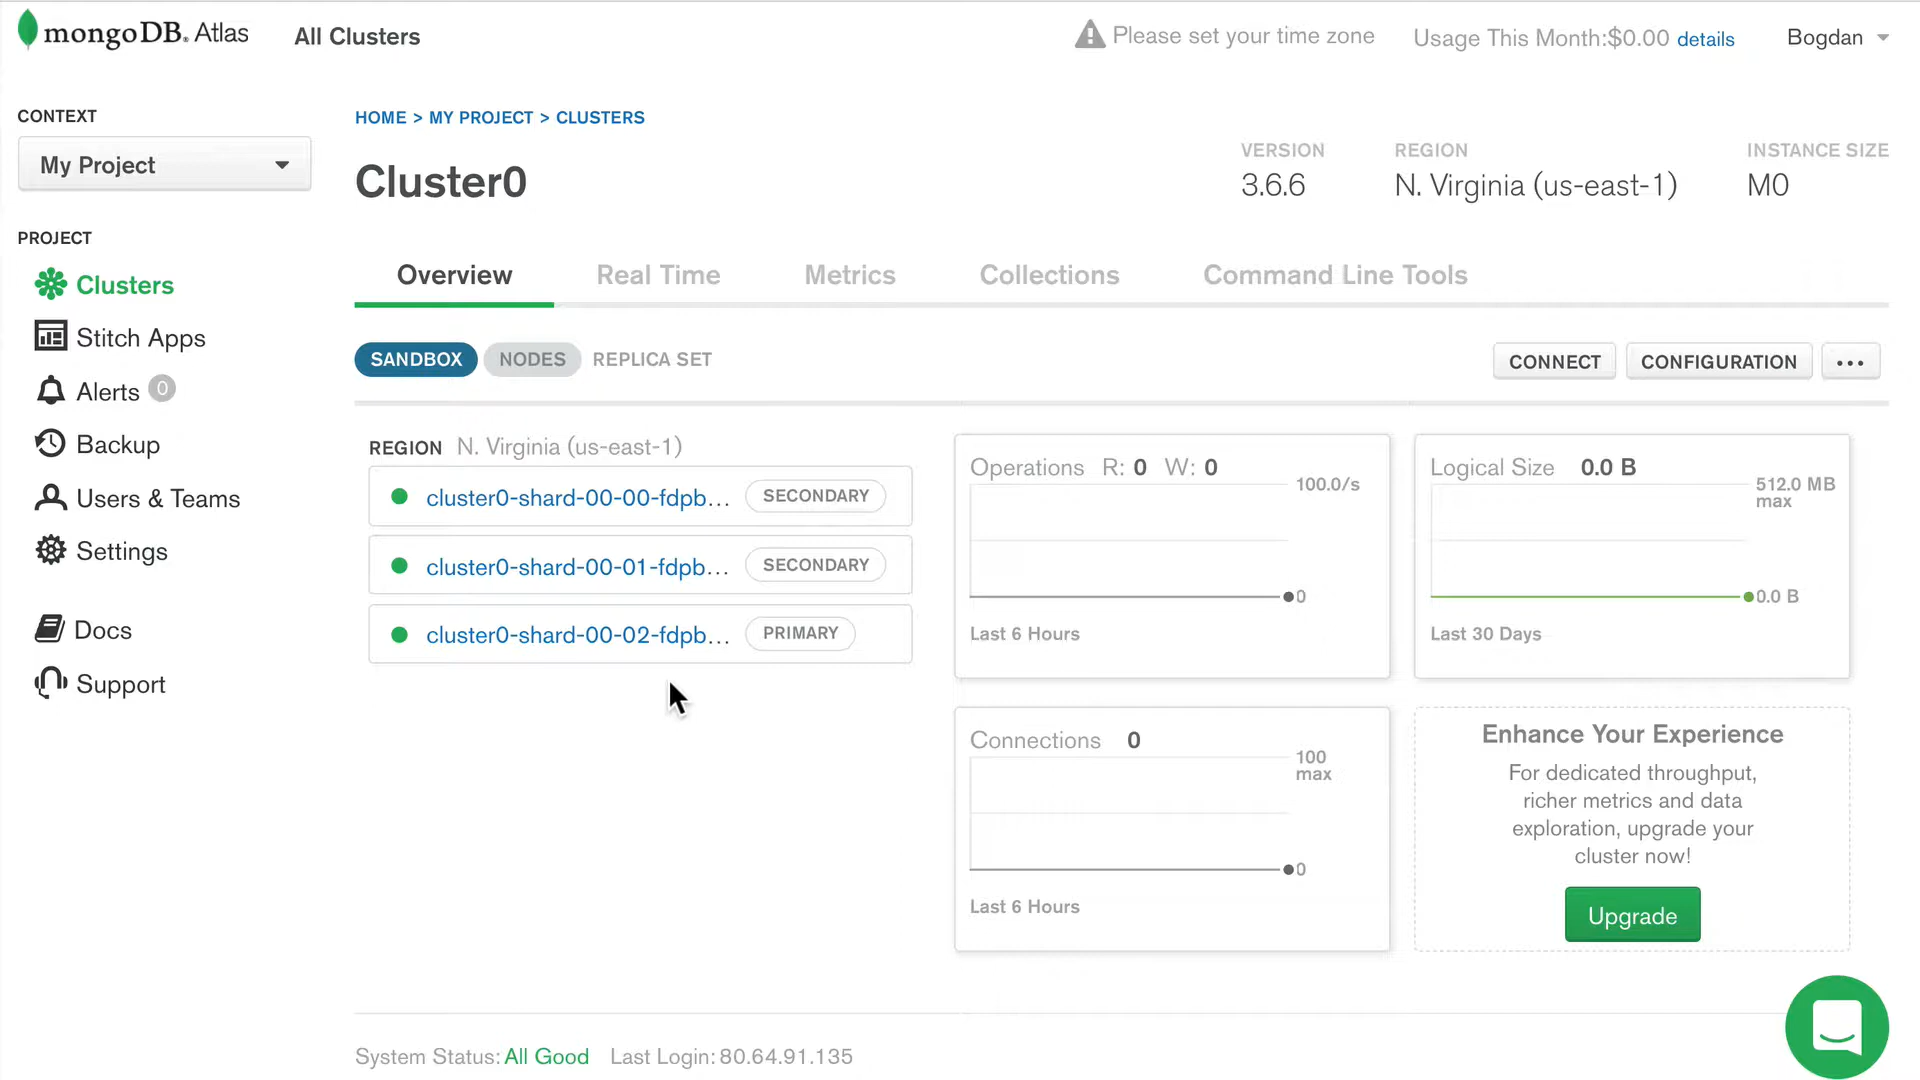 mongoDB. Atlas
All Clusters
Please set your time zone
Usage This Month:$0.00 details
Bogdan
CONTEXT
My Project
PROJECT
Clusters
Stitch Apps
Alerts 0
Backup
Users & Teams
Settings
Docs
Support
HOME > MY PROJECT > CLUSTERS
Cluster0
VERSION
3.6.6
REGION
N. Virginia (us-east-1)
INSTANCE SIZE
M0
Overview
Real Time
Metrics
Collections
Command Line Tools
SANDBOX
NODES
REPLICA SET
CONNECT
CONFIGURATION
...
REGION N. Virginia (us-east-1)
cluster0-shard-00-00-fdpb... SECONDARY
cluster0-shard-00-01-fdpb... SECONDARY
cluster0-shard-00-02-fdpb... PRIMARY
Operations R: 0 W: 0
100.0/s
0
Last 6 Hours
Logical Size 0.0 B
512.0 MB
max
0.0 B
Last 30 Days
Connections 0
100
max
0
Last 6 Hours
Enhance Your Experience
For dedicated throughput,
richer metrics and data
exploration, upgrade your
cluster now!
Upgrade
System Status: All Good Last Login: 80.64.91.135